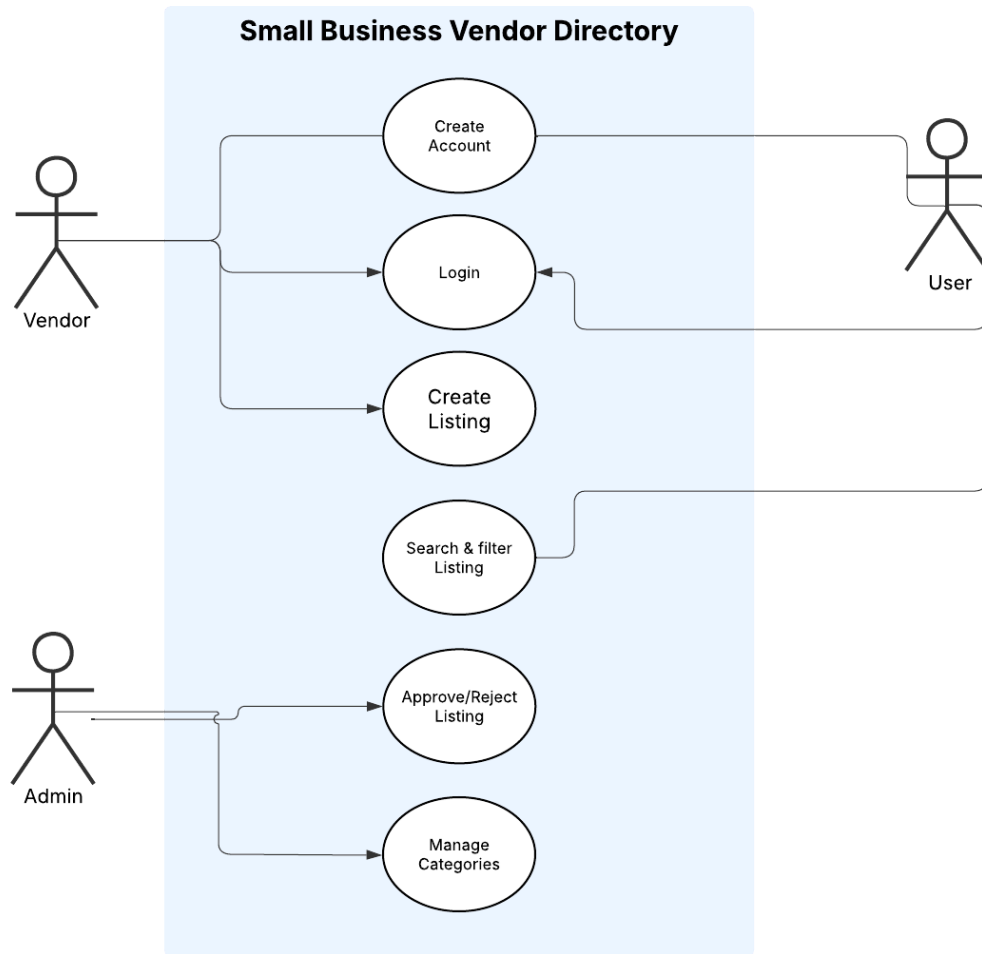 Small Business Vendor Directory
Create
Account
Login
User
Vendor
Create
Listing
Search & filter
Listing
Approve/Reject
Listing
Admin
Manage
Categories